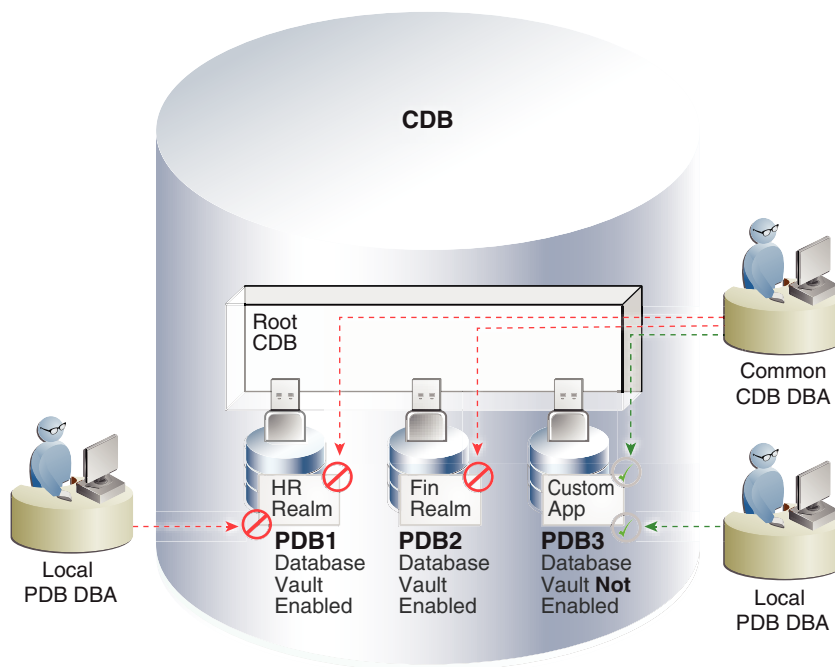 CDB
Root
CDB
Common
CDB DBA
HR
Realm
Fin
Realm
Custom
App
PDB1
Database
Vault
Enabled
PDB2
Database
Vault
Enabled
PDB3
Database
Vault Not
Enabled
Local
PDB DBA
Local
PDB DBA